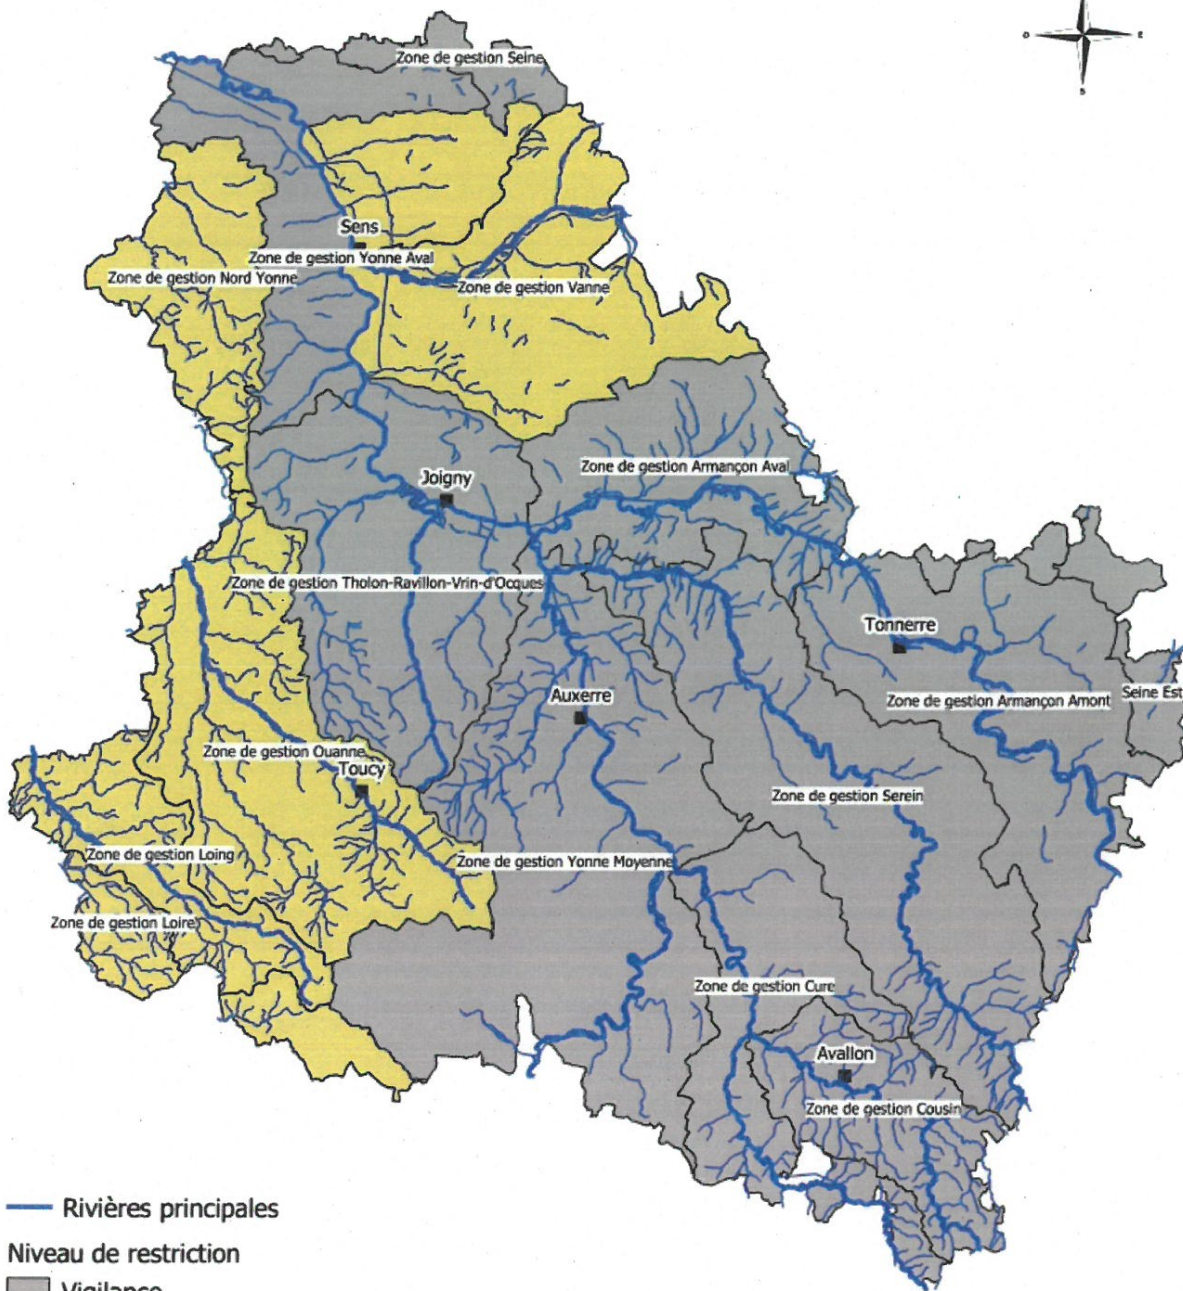 Zone de gestion Seine
O
E
S
Sens
Zone de gestion Yonne Aval
Zone de gestion Nord Yonne
Zone de gestion Vanne
Zone de gestion Armançon Aval
Joigny
Zone de gestion Tholon-Ravillon-Vrin-d'Ocques
Tonnerre
Auxerre
Zone de gestion Armançon Amont
Seine Est
Zone de gestion Ouanne
Toucy
Zone de gestion Serein
Zone de gestion Loing
Zone de gestion Yonne Moyenne
Zone de gestion Loire
Zone de gestion Cure
Avallon
Zone de gestion Cousin
Rivières principales
Niveau de restriction
Vigilance